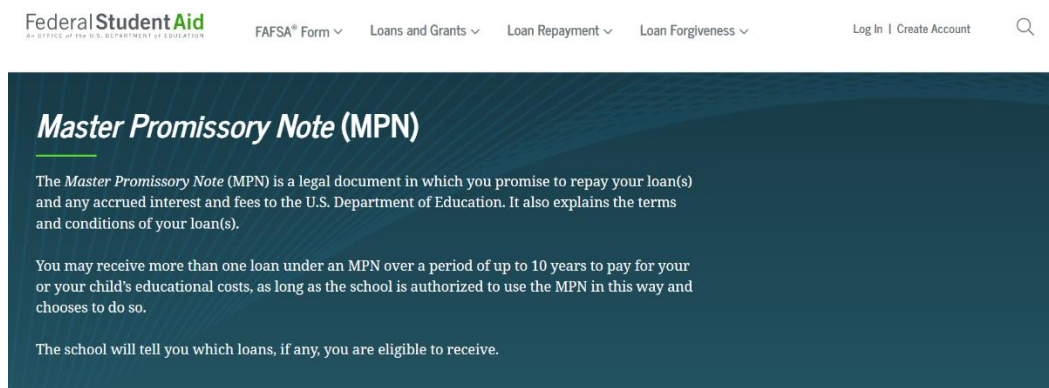 Federal Student Aid
An OFFICE of the U.S. DEPARTMENT of EDUCATION
FAFSA® Form
Loans and Grants
Loan Repayment
Loan Forgiveness
Log In | Create Account
Master Promissory Note (MPN)
The Master Promissory Note (MPN) is a legal document in which you promise to repay your loan(s)
and any accrued interest and fees to the U.S. Department of Education. It also explains the terms
and conditions of your loan(s).
You may receive more than one loan under an MPN over a period of up to 10 years to pay for your
or your child's educational costs, as long as the school is authorized to use the MPN in this way and
chooses to do so.
The school will tell you which loans, if any, you are eligible to receive.